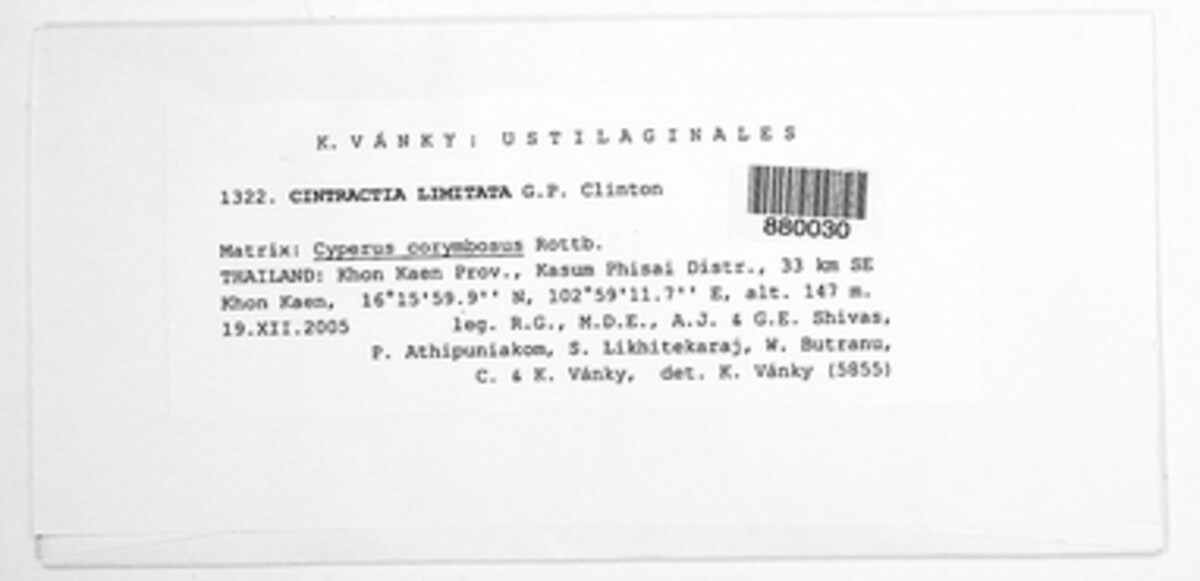 K. VÁNKY: USTILAGINALES
1322. CINTRACTIA LIMITATA G.P. Clinton
880030
Matrix: Cyperus corymbosus Rottb.
THAILAND: Khon Kaen Prov., Kasum Phisai Distr., 33 km SE
Khon Kaen, 16°15'59.9'' N, 102°59'11.7'' E, alt. 147 m.
19.XII.2005 leg. R.G., M.D.E., A.J. & G.E. Shivas,
P. Athipuniakom, S. Likhitekaraj, W. Butranu,
C. & K. Vánky, det. K. Vánky (5855)